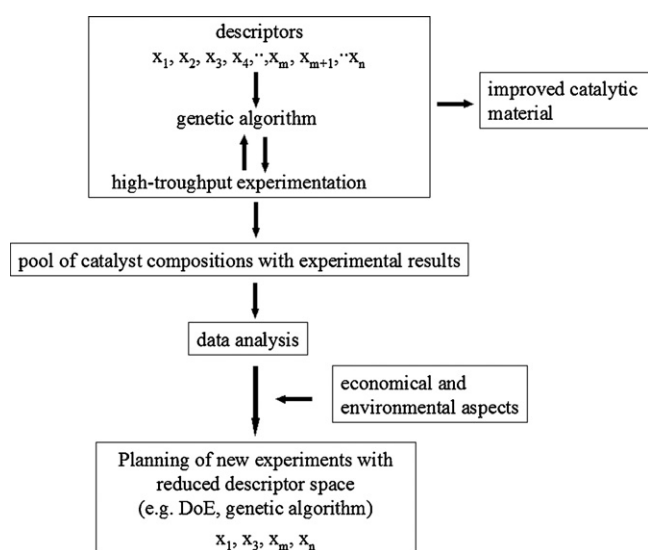 descriptors
x₁, x₂, x₃, x₄,··,xₘ, xₘ₊₁,··xₙ
genetic algorithm
high-troughput experimentation
improved catalytic
material
pool of catalyst compositions with experimental results
data analysis
economical and
environmental aspects
Planning of new experiments with
reduced descriptor space
(e.g. DoE, genetic algorithm)
x₁, x₃, xₘ, xₙ